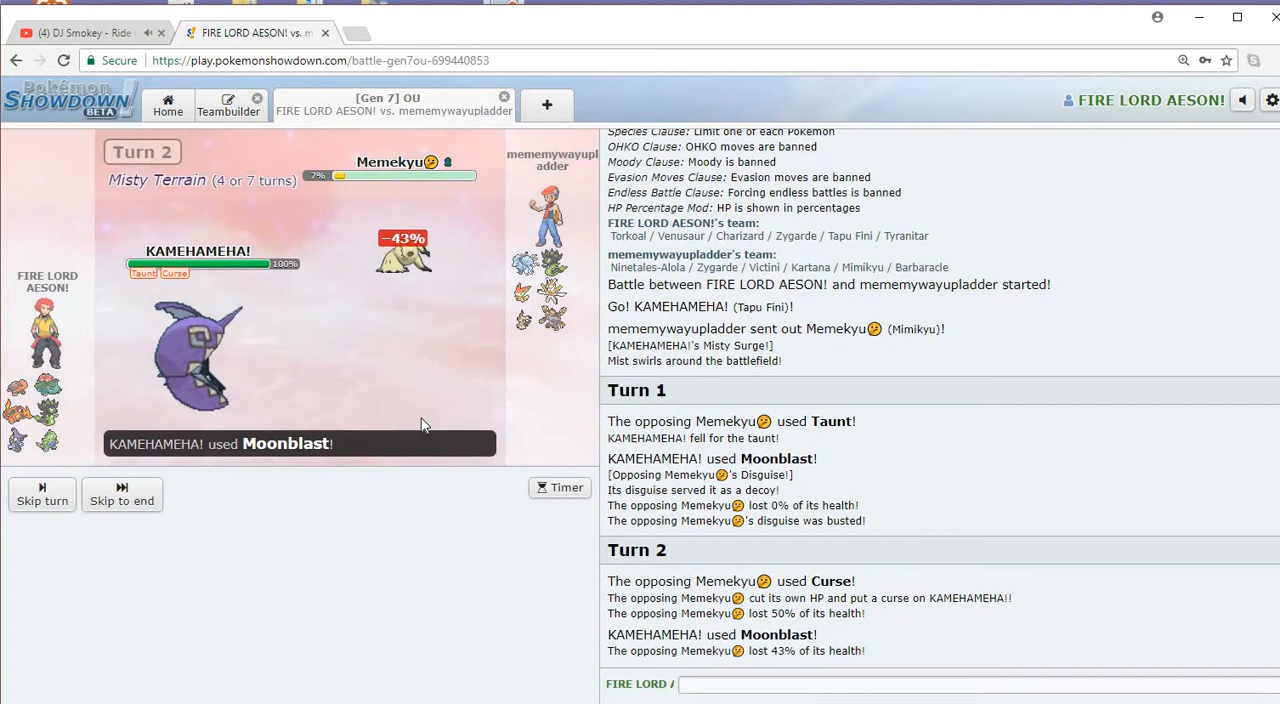 (4) DJ Smokey - Ride
FIRE LORD AESON! vs. m
Secure
https://play.pokemonshowdown.com/battle-gen7ou-699440853
Pokémon
SHOWDOWN
BETA
Home
Teambuilder
[Gen 7] OU
FIRE LORD AESON! vs. mememywayupladder
FIRE LORD AESON!
Turn 2
Misty Terrain (4 or 7 turns)
Memekyu
7%
−43%
KAMEHAMEHA!
100%
Taunt Curse
FIRE LORD
AESON!
mememywayupl
adder
KAMEHAMEHA! used Moonblast!
Skip turn
Skip to end
Timer
Species Clause: Limit one of each Pokémon
OHKO moves are banned
OHKO Clause: OHKO moves are banned
Moody Clause: Moody is banned
Evasion Moves Clause: Evasion moves are banned
Endless Battle Clause: Forcing endless battles is banned
HP Percentage Mod: HP is shown in percentages
FIRE LORD AESON!'s team:
Torkoal / Venusaur / Charizard / Zygarde / Tapu Fini / Tyranitar
mememywayupladder's team:
Ninetales-Alola / Zygarde / Victini / Kartana / Mimikyu / Barbaracle
Battle between FIRE LORD AESON! and mememywayupladder started!
Go! KAMEHAMEHA! (Tapu Fini)!
mememywayupladder sent out Memekyu (Mimikyu)!
[KAMEHAMEHA!'s Misty Surge!]
Mist swirls around the battlefield!
Turn 1
The opposing Memekyu used Taunt!
KAMEHAMEHA! fell for the taunt!
KAMEHAMEHA! used Moonblast!
[Opposing Memekyu's Disguise!]
Its disguise served it as a decoy!
The opposing Memekyu lost 0% of its health!
The opposing Memekyu's disguise was busted!
Turn 2
The opposing Memekyu used Curse!
The opposing Memekyu cut its own HP and put a curse on KAMEHAMEHA!!
The opposing Memekyu lost 50% of its health!
KAMEHAMEHA! used Moonblast!
The opposing Memekyu lost 43% of its health!
FIRE LORD